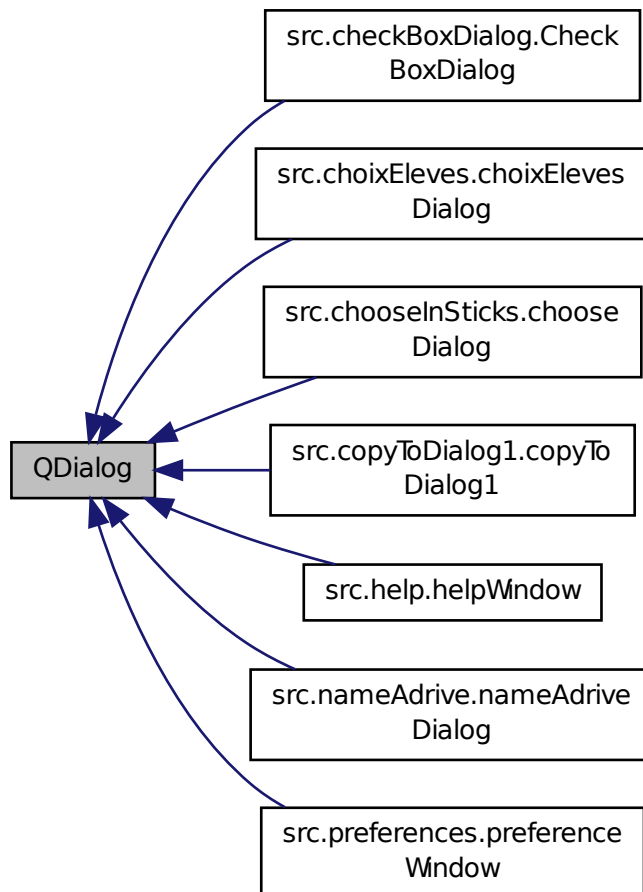 src.checkBoxDialog.Check
BoxDialog
src.choixEleves.choixEleves
Dialog
src.chooseInSticks.choose
Dialog
QDialog
src.copyToDialog1.copyTo
Dialog1
src.help.helpWindow
src.nameAdrive.nameAdrive
Dialog
src.preferences.preference
Window